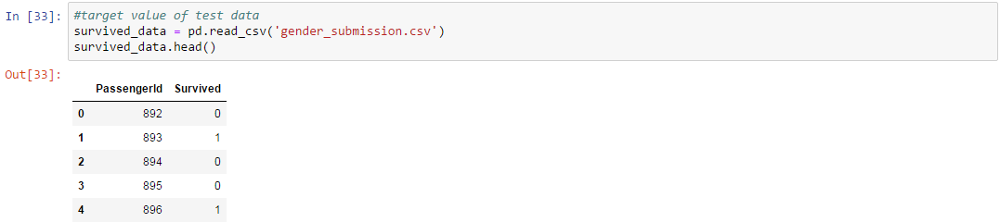 In [33]: #target value of test data
survived_data = pd.read_csv('gender_submission.csv')
survived_data.head()
Out[33]:
PassengerId Survived
0 892 0
1 893 1
2 894 0
3 895 0
4 896 1